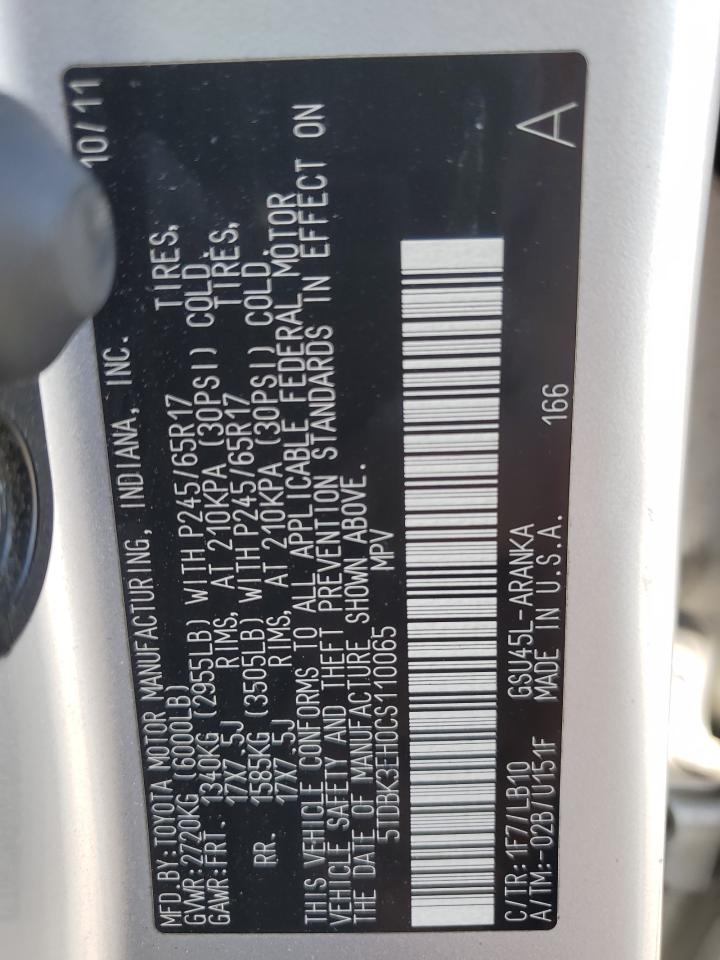 MFD.BY:TOYOTA MOTOR MANUFACTURING, INDIANA, INC. 10/11
GVWR:2720KG (6000LB)
GAWR:FRT. 1340KG (2955LB) WITH P245/65R17 TIRES,
17X7.5J RIMS, AT 210KPA (30PSI) COLD.
RR. 1585KG (3505LB) WITH P245/65R17 TIRES,
17X7.5J RIMS, AT 210KPA (30PSI) COLD.
THIS VEHICLE CONFORMS TO ALL APPLICABLE FEDERAL MOTOR
VEHICLE SAFETY AND THEFT PREVENTION STANDARDS IN EFFECT ON
THE DATE OF MANUFACTURE SHOWN ABOVE.
5TDBK3EH0CS110065 MPV
C/TR:1F7/LB10 GSU45L-ARANKA
A/TM:-02B/U151F MADE IN U.S.A. 166 A